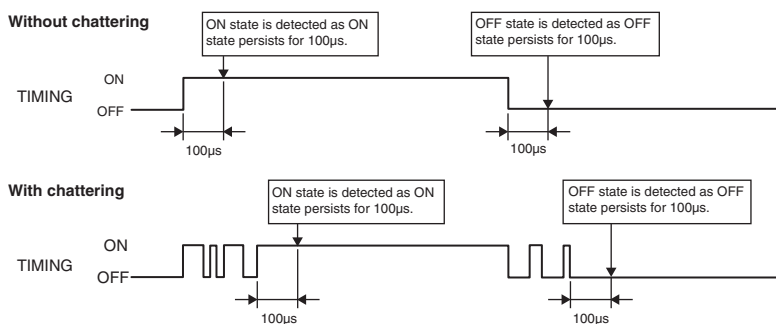 Without chattering
ON state is detected as ON
state persists for 100μs.
OFF state is detected as OFF
state persists for 100μs.
ON
TIMING
OFF
100μs
100μs
With chattering
ON state is detected as ON
state persists for 100μs.
OFF state is detected as OFF
state persists for 100μs.
ON
TIMING
OFF
100μs
100μs